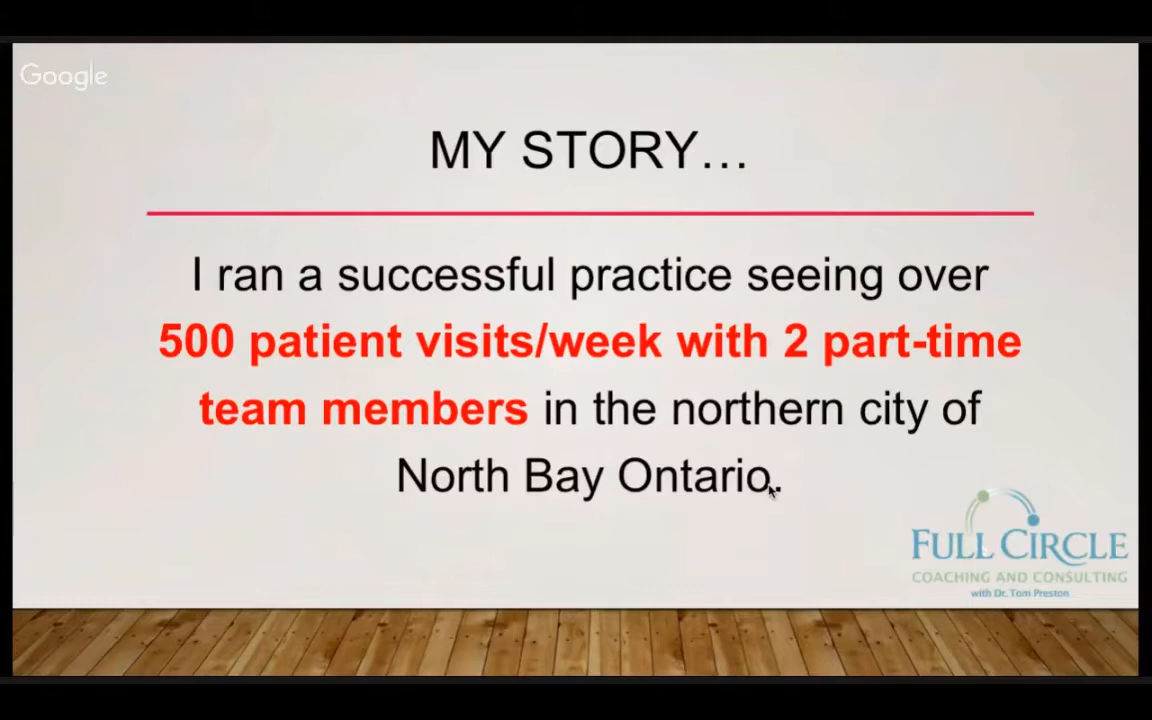 Google
MY STORY…
I ran a successful practice seeing over
500 patient visits/week with 2 part-time
team members in the northern city of
North Bay Ontario.
FULL CIRCLE
COACHING AND CONSULTING
with Dr. Tom Preston